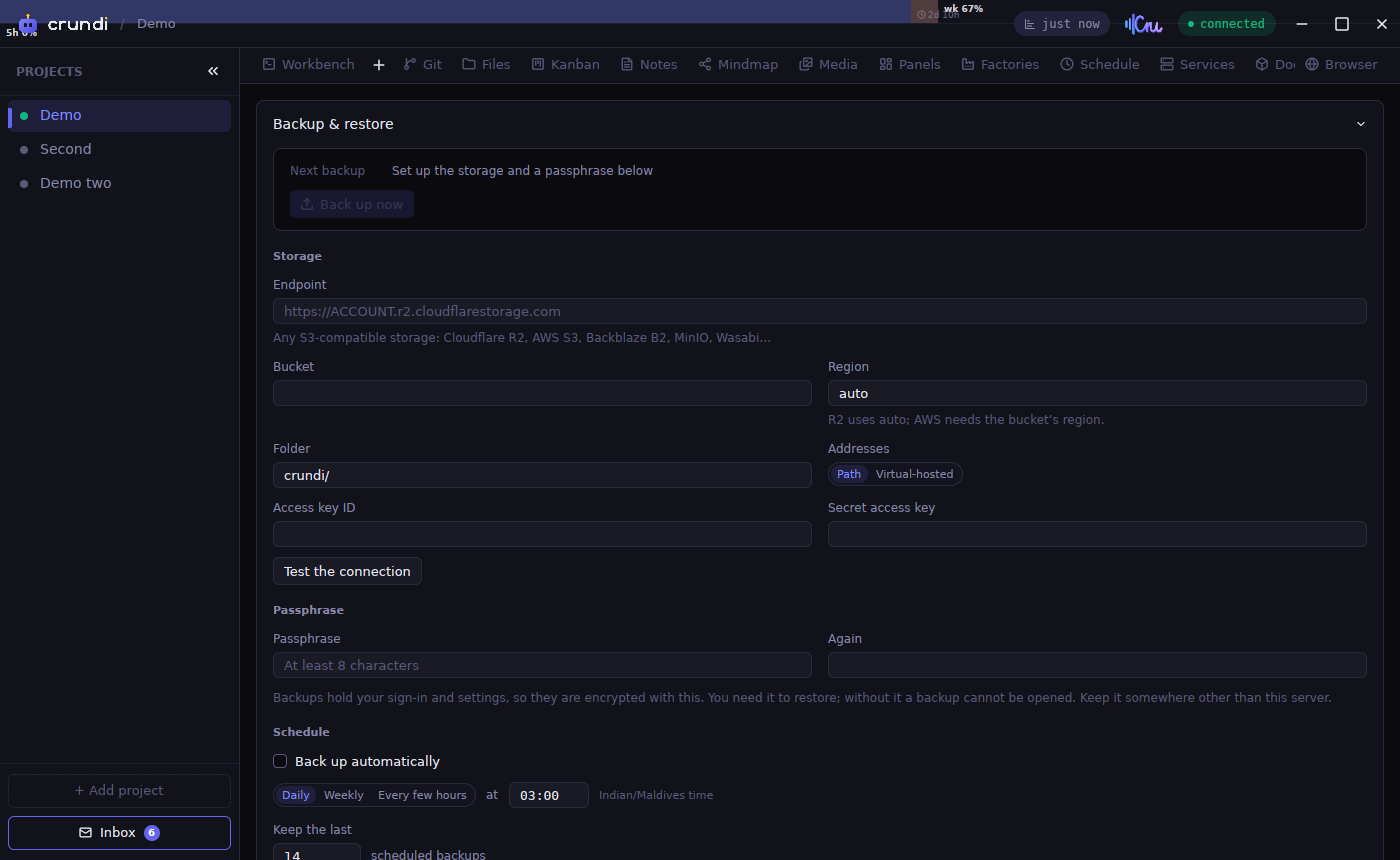 5h 0%
crundi / Demo
2d 10h
wk 67%
just now
Cru
connected
PROJECTS
Demo
Second
Demo two
+ Add project
Inbox 6
Workbench + Git Files Kanban Notes Mindmap Media Panels Factories Schedule Services Doc Browser
Backup & restore
Next backup Set up the storage and a passphrase below
Back up now
Storage
Endpoint
https://ACCOUNT.r2.cloudflarestorage.com
Any S3-compatible storage: Cloudflare R2, AWS S3, Backblaze B2, MinIO, Wasabi…
Bucket Region
auto
R2 uses auto; AWS needs the bucket’s region.
Folder Addresses
crundi/ Path Virtual-hosted
Access key ID Secret access key
Test the connection
Passphrase
Passphrase Again
At least 8 characters
Backups hold your sign-in and settings, so they are encrypted with this. You need it to restore; without it a backup cannot be opened. Keep it somewhere other than this server.
Schedule
Back up automatically
Daily Weekly Every few hours at 03:00 Indian/Maldives time
Keep the last
14 scheduled backups